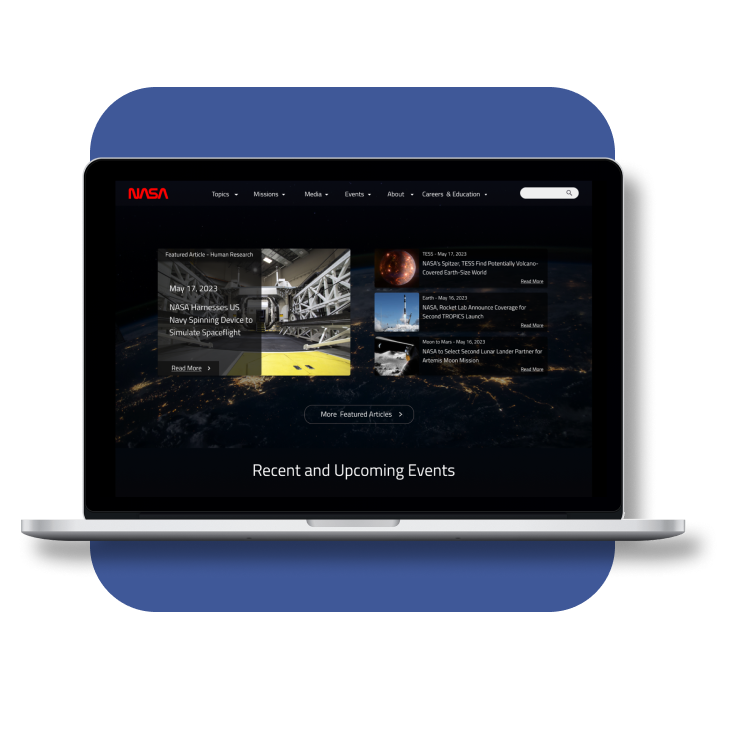 NASA
Topics
Missions
Media
Events
About
Careers & Education
Featured Article - Human Research
May 17, 2023
NASA Harnesses US
Navy Spinning Device to
Simulate Spaceflight
Read More
TESS - May 17, 2023
NASA's Spitzer, TESS Find Potentially Volcano-
Covered Earth-Size World
Read More
Earth - May 16, 2023
NASA, Rocket Lab Announce Coverage for
Second TROPICS Launch
Read More
Moon to Mars - May 16, 2023
NASA to Select Second Lunar Lander Partner for
Artemis Moon Mission
Read More
More Featured Articles
Recent and Upcoming Events